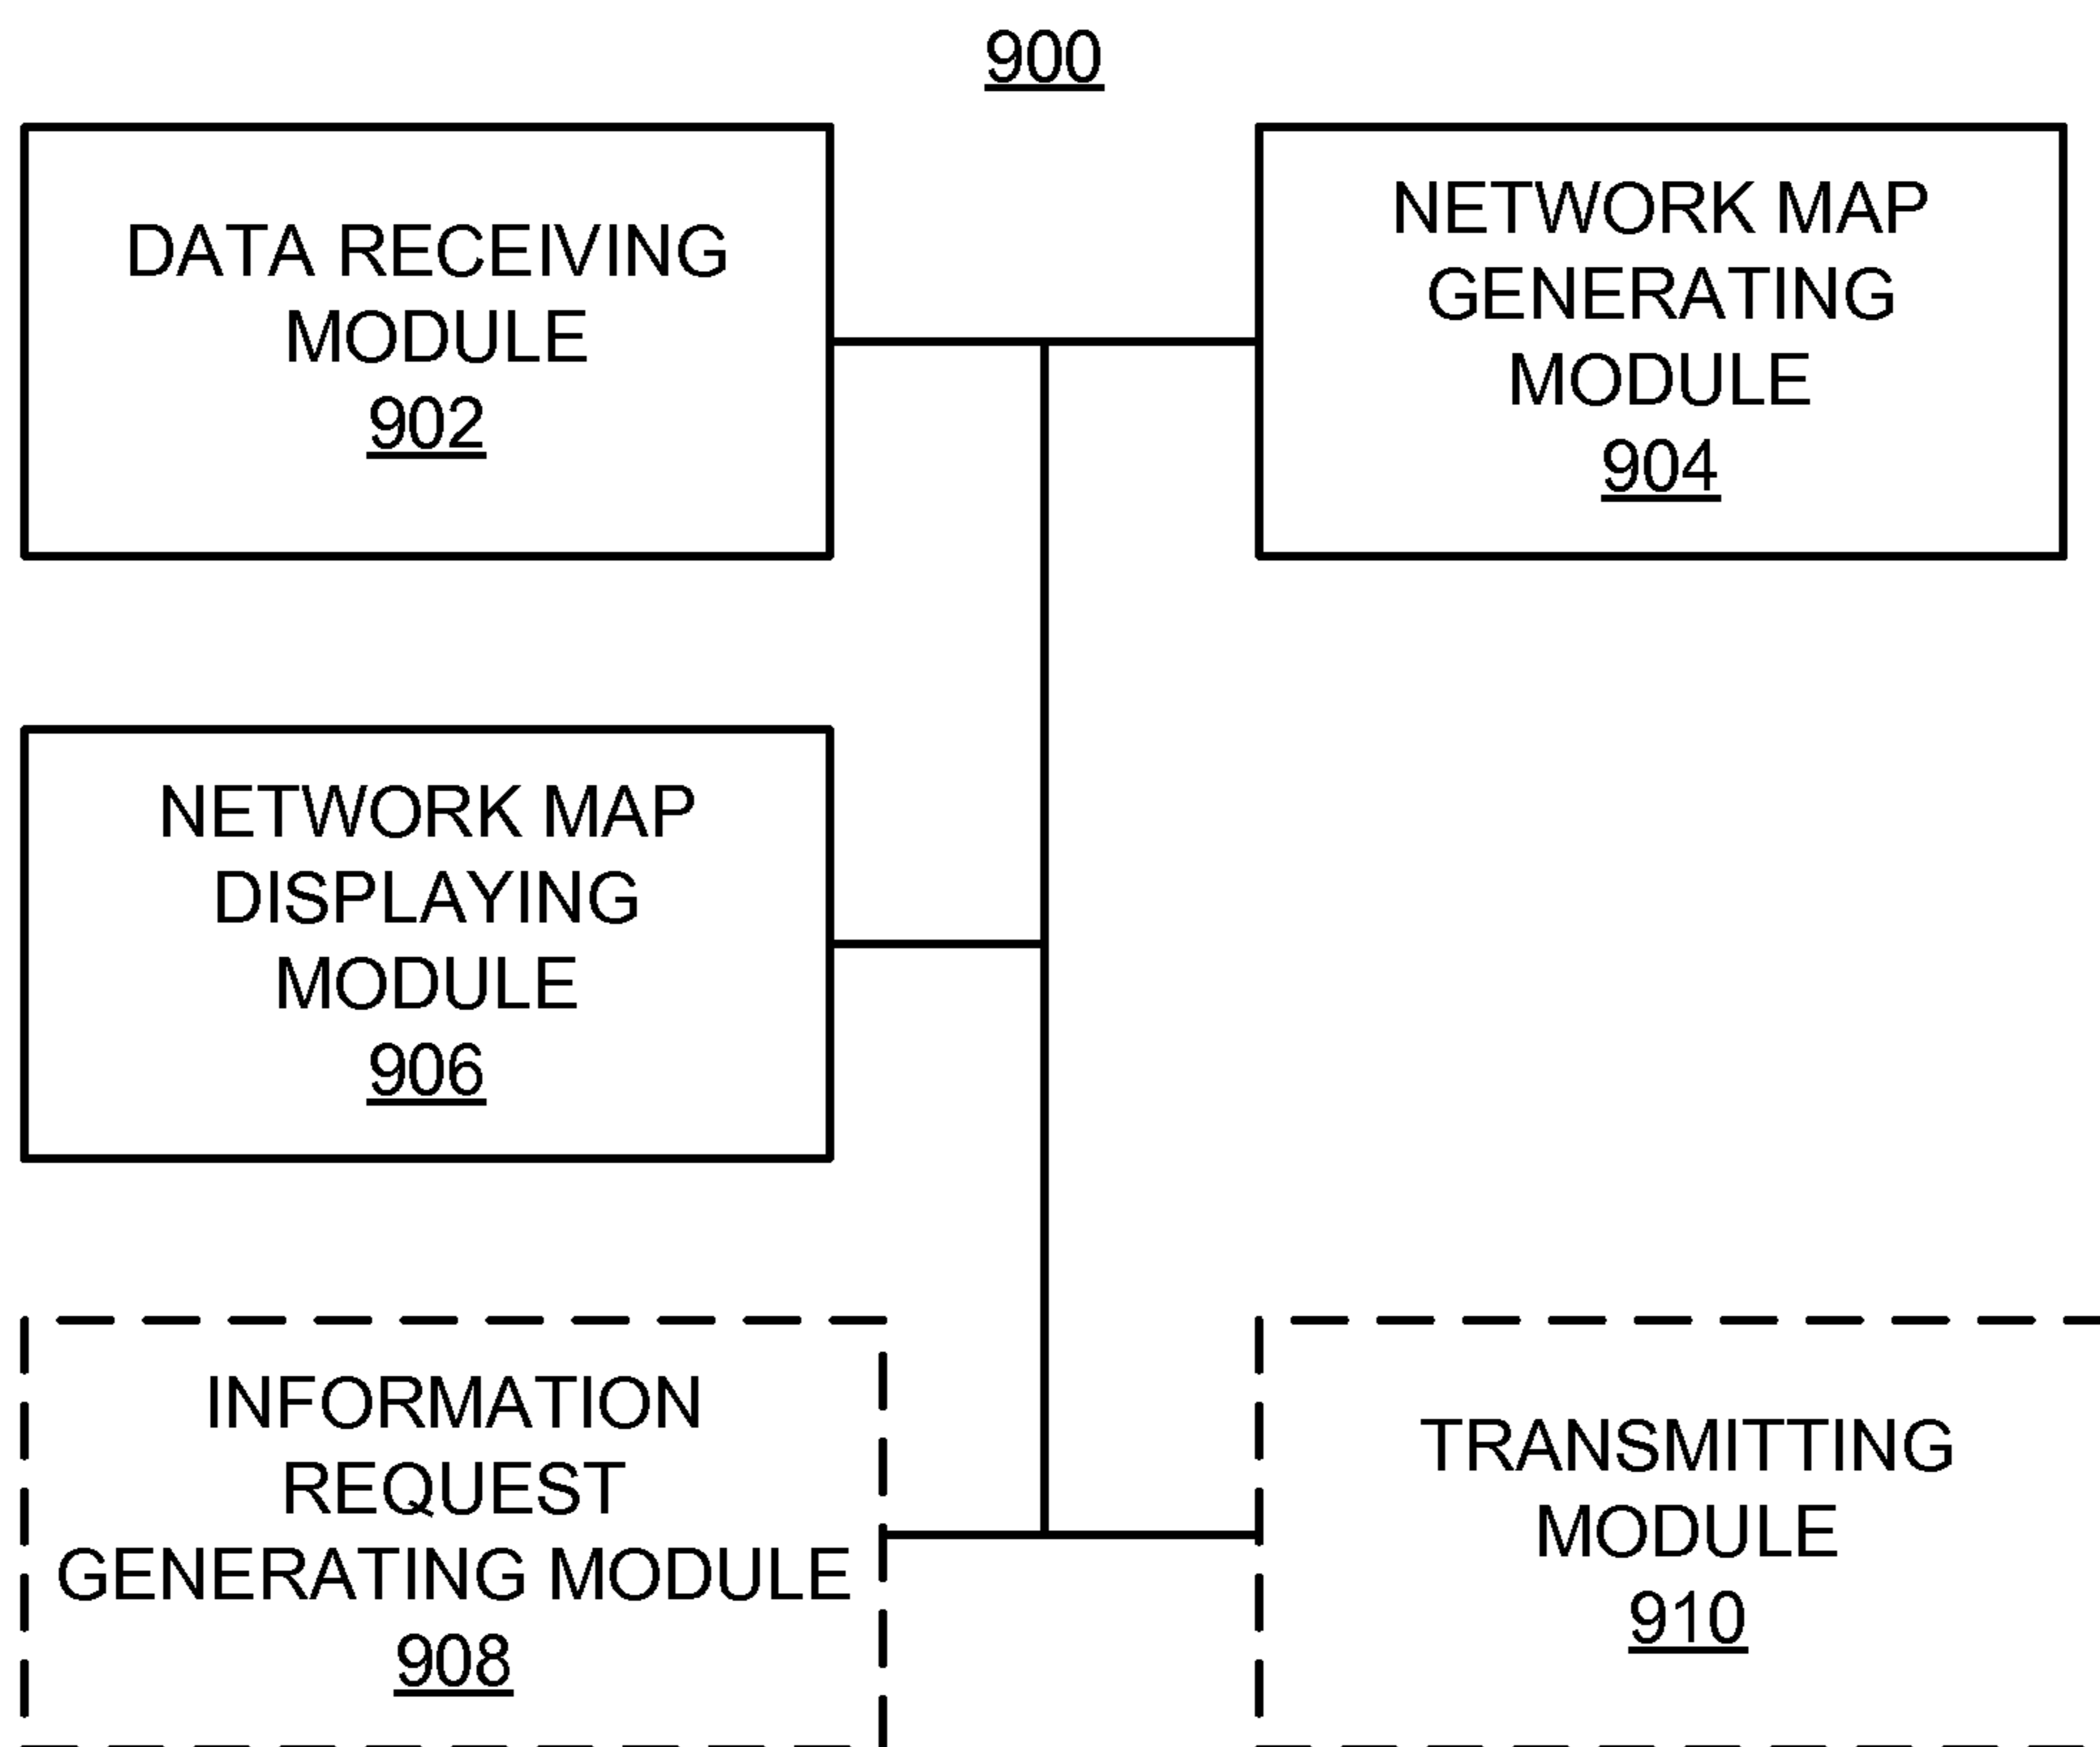 900
DATA RECEIVING
MODULE
902
NETWORK MAP
GENERATING
MODULE
904
NETWORK MAP
DISPLAYING
MODULE
906
INFORMATION
REQUEST
GENERATING MODULE
908
TRANSMITTING
MODULE
910